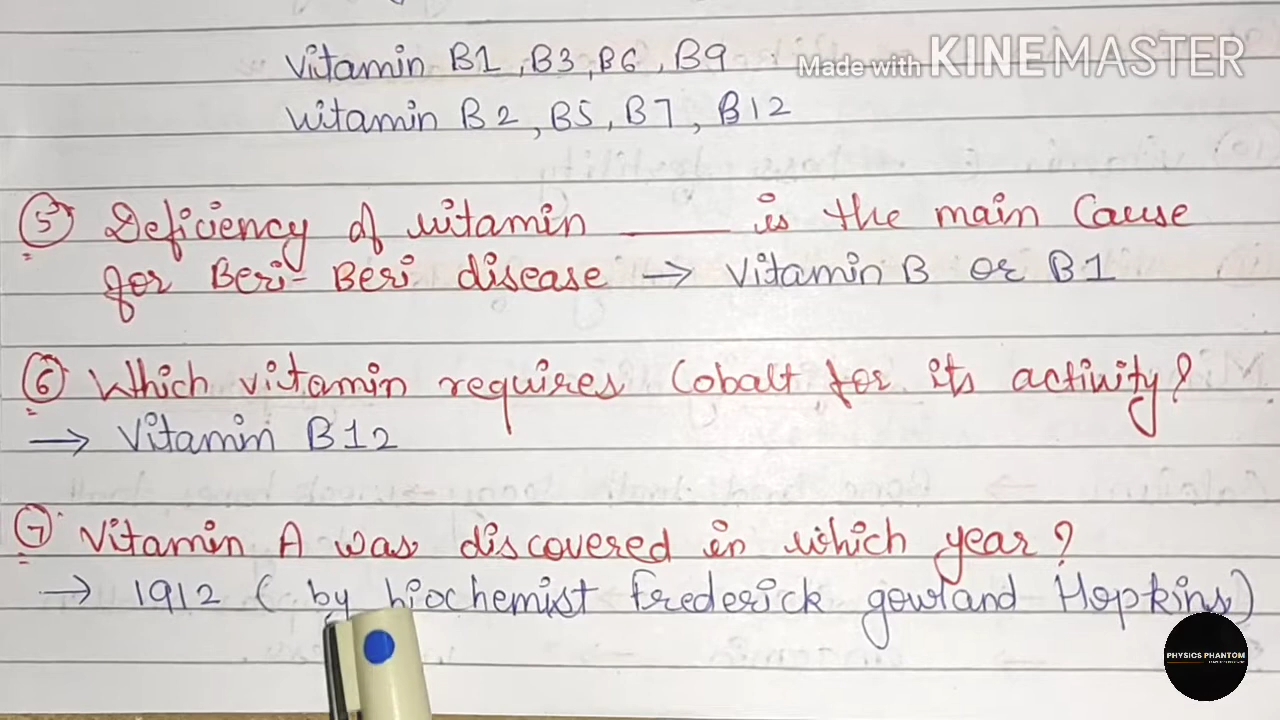 Vitamin B1, B3, B6, B9
Made with KINEMASTER
Vitamin B2, B5, B7, B12
5 Deficiency of vitamin ______ is the main cause
for Beri-Beri disease → Vitamin B or B1
6 Which vitamin requires Cobalt for its activity?
→ Vitamin B12
7 Vitamin A was discovered in which year?
→ 1912 (by biochemist frederick gowland Hopkins)
PHYSICS PHANTOM